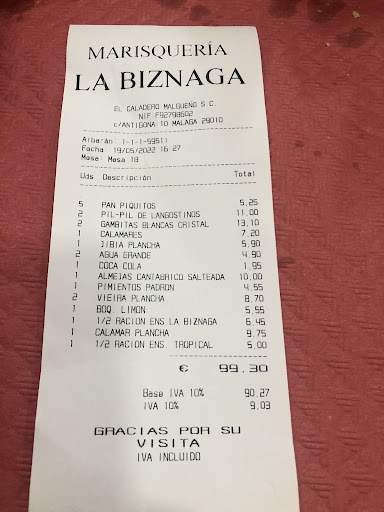 MARISQUERÍA
LA BIZNAGA
EL CALADERO MALGUEÑO S.C.
NIF:F92798602
c/ANTIGONA 10 MALAGA 29010
Albarán: 1-1-1-59511
Fecha 19/05/2022 16:27
Mesa: Mesa 18
Uds Descripción Total
5 PAN PIQUITOS 5,25
2 PIL-PIL DE LANGOSTINOS 11,00
2 GAMBITAS BLANCAS CRISTAL 13,10
1 CALAMARES 7,20
1 JIBIA PLANCHA 5,90
2 AGUA GRANDE 4,90
1 COCA COLA 1,95
1 ALMEJAS CANTABRICO SALTEADA 10,00
1 PIMIENTOS PADRON 4,55
2 VIEIRA PLANCHA 8,70
1 BOQ. LIMON 5,55
1 1/2 RACION ENS.LA BIZNAGA 6,45
1 CALAMAR PLANCHA 9,75
1 1/2 RACION ENS. TROPICAL 5,00
€ 99,30
Base IVA 10% 90,27
IVA 10% 9,03
GRACIAS POR SU
VISITA
IVA INCLUIDO